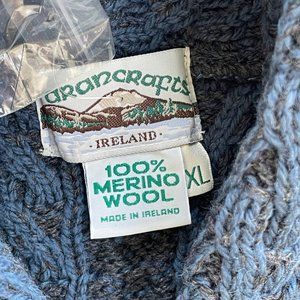 arancrafts
· IRELAND ·
100%
MERINO
WOOL
MADE IN IRELAND
XL